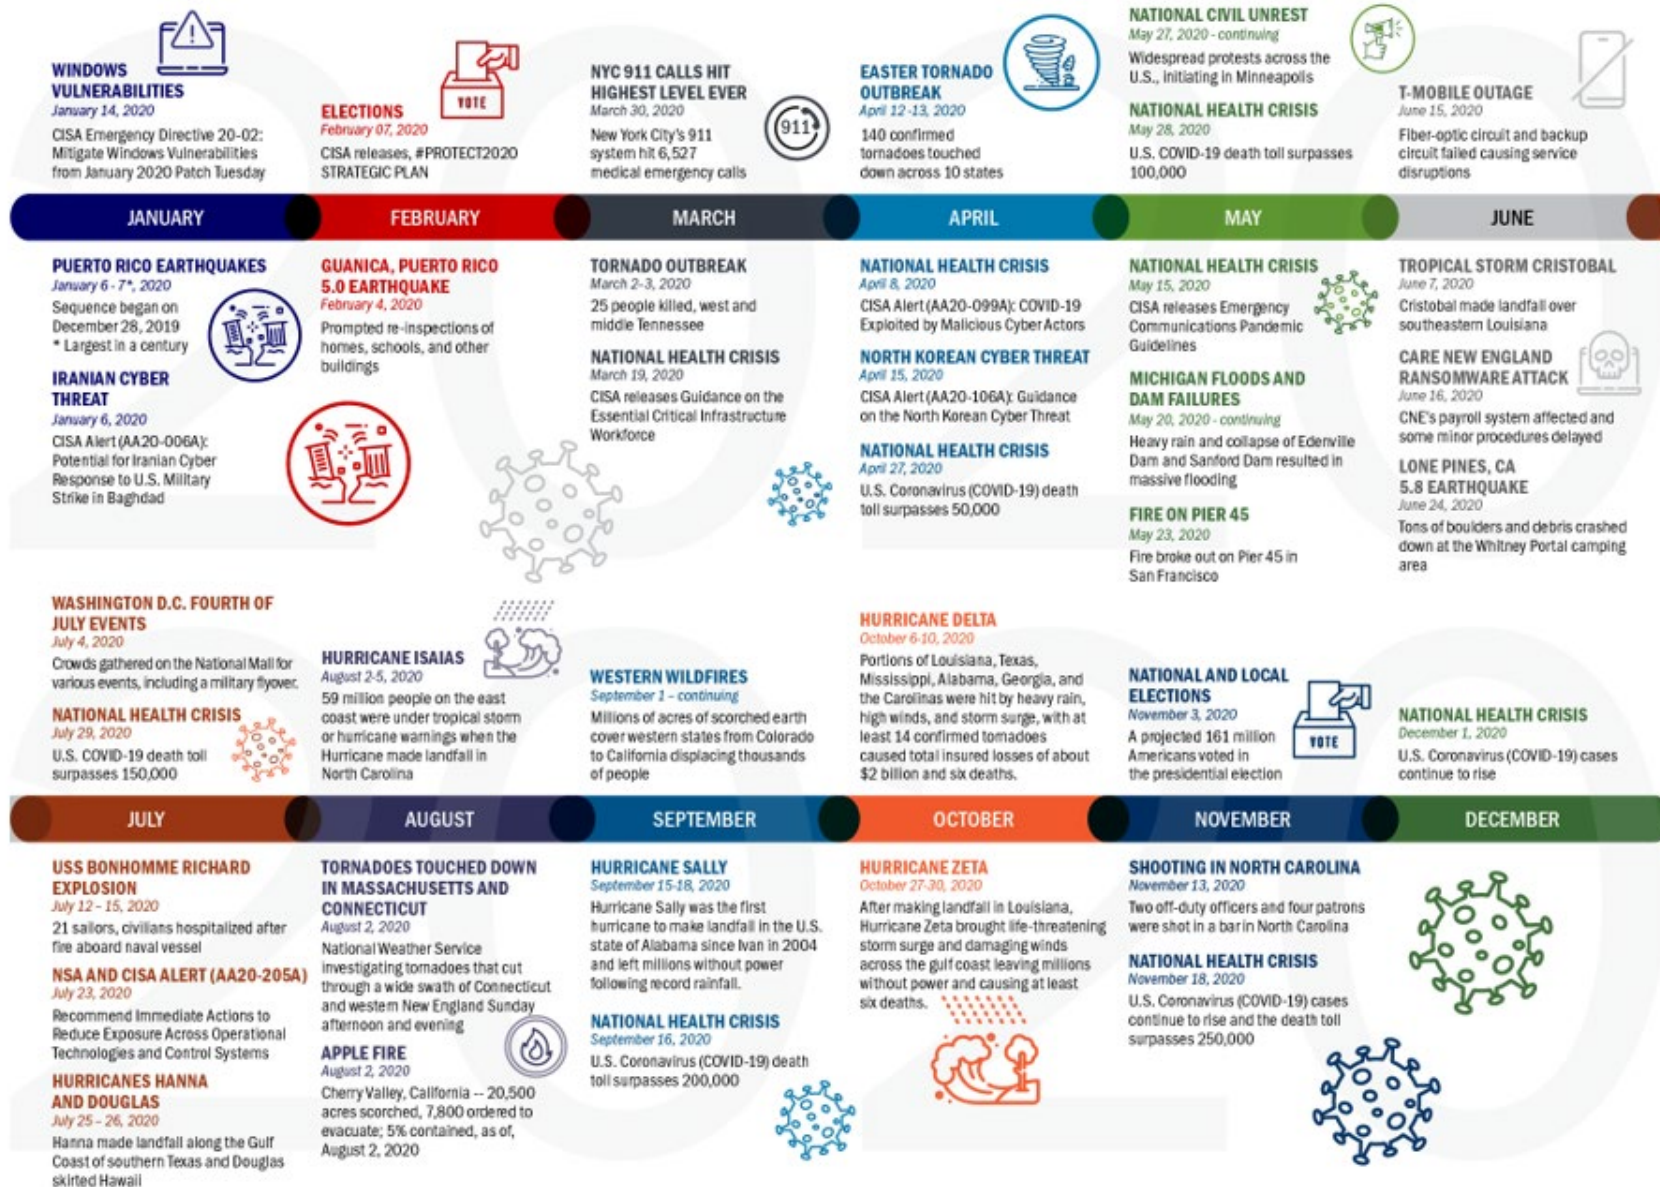 WINDOWS
VULNERABILITIES
January 14, 2020
CISA Emergency Directive 20-02:
Mitigate Windows Vulnerabilities
from January 2020 Patch Tuesday
ELECTIONS
February 07, 2020
CISA releases, #PROTECT2020
STRATEGIC PLAN
VOTE
NYC 911 CALLS HIT
HIGHEST LEVEL EVER
March 30, 2020
New York City's 911
system hit 6,527
medical emergency calls
911
EASTER TORNADO
OUTBREAK
April 12-13, 2020
140 confirmed
tornadoes touched
down across 10 states
NATIONAL CIVIL UNREST
May 27, 2020 - continuing
Widespread protests across the
U.S., initiating in Minneapolis
NATIONAL HEALTH CRISIS
May 28, 2020
U.S. COVID-19 death toll surpasses
100,000
T-MOBILE OUTAGE
June 15, 2020
Fiber-optic circuit and backup
circuit failed causing service
disruptions
JANUARY
FEBRUARY
MARCH
APRIL
MAY
JUNE
PUERTO RICO EARTHQUAKES
January 6 - 7*, 2020
Sequence began on
December 28, 2019
* Largest in a century
IRANIAN CYBER
THREAT
January 6, 2020
CISA Alert (AA20-006A):
Potential for Iranian Cyber
Response to U.S. Military
Strike in Baghdad
GUANICA, PUERTO RICO
5.0 EARTHQUAKE
February 4, 2020
Prompted re-inspections of
homes, schools, and other
buildings
TORNADO OUTBREAK
March 2-3, 2020
25 people killed, west and
middle Tennessee
NATIONAL HEALTH CRISIS
March 19, 2020
CISA releases Guidance on the
Essential Critical Infrastructure
Workforce
NATIONAL HEALTH CRISIS
April 8, 2020
CISA Alert (AA20-099A): COVID-19
Exploited by Malicious Cyber Actors
NORTH KOREAN CYBER THREAT
April 15, 2020
CISA Alert (AA20-106A): Guidance
on the North Korean Cyber Threat
NATIONAL HEALTH CRISIS
April 27, 2020
U.S. Coronavirus (COVID-19) death
toll surpasses 50,000
NATIONAL HEALTH CRISIS
May 15, 2020
CISA releases Emergency
Communications Pandemic
Guidelines
MICHIGAN FLOODS AND
DAM FAILURES
May 20, 2020 - continuing
Heavy rain and collapse of Edenville
Dam and Sanford Dam resulted in
massive flooding
FIRE ON PIER 45
May 23, 2020
Fire broke out on Pier 45 in
San Francisco
TROPICAL STORM CRISTOBAL
June 7, 2020
Cristobal made landfall over
southeastern Louisiana
CARE NEW ENGLAND
RANSOMWARE ATTACK
June 16, 2020
CNE's payroll system affected and
some minor procedures delayed
LONE PINES, CA
5.8 EARTHQUAKE
June 24, 2020
Tons of boulders and debris crashed
down at the Whitney Portal camping
area
WASHINGTON D.C. FOURTH OF
JULY EVENTS
July 4, 2020
Crowds gathered on the National Mall for
various events, including a military flyover.
NATIONAL HEALTH CRISIS
July 29, 2020
U.S. COVID-19 death toll
surpasses 150,000
HURRICANE ISAIAS
August 2-5, 2020
59 million people on the east
coast were under tropical storm
or hurricane warnings when the
Hurricane made landfall in
North Carolina
WESTERN WILDFIRES
September 1 - continuing
Millions of acres of scorched earth
cover western states from Colorado
to California displacing thousands
of people
HURRICANE DELTA
October 6-10, 2020
Portions of Louisiana, Texas,
Mississippi, Alabama, Georgia, and
the Carolinas were hit by heavy rain,
high winds, and storm surge, with at
least 14 confirmed tornadoes
caused total insured losses of about
$2 billion and six deaths.
NATIONAL AND LOCAL
ELECTIONS
November 3, 2020
A projected 161 million
Americans voted in
the presidential election
VOTE
NATIONAL HEALTH CRISIS
December 1, 2020
U.S. Coronavirus (COVID-19) cases
continue to rise
JULY
AUGUST
SEPTEMBER
OCTOBER
NOVEMBER
DECEMBER
USS BONHOMME RICHARD
EXPLOSION
July 12 - 15, 2020
21 sailors, civilians hospitalized after
fire aboard naval vessel
NSA AND CISA ALERT (AA20-205A)
July 23, 2020
Recommend Immediate Actions to
Reduce Exposure Across Operational
Technologies and Control Systems
HURRICANES HANNA
AND DOUGLAS
July 25 - 26, 2020
Hanna made landfall along the Gulf
Coast of southern Texas and Douglas
skirted Hawaii
TORNADOES TOUCHED DOWN
IN MASSACHUSETTS AND
CONNECTICUT
August 2, 2020
National Weather Service
investigating tornadoes that cut
through a wide swath of Connecticut
and western New England Sunday
afternoon and evening
APPLE FIRE
August 2, 2020
Cherry Valley, California -- 20,500
acres scorched, 7,800 ordered to
evacuate; 5% contained, as of,
August 2, 2020
HURRICANE SALLY
September 15-18, 2020
Hurricane Sally was the first
hurricane to make landfall in the U.S.
state of Alabama since Ivan in 2004
and left millions without power
following record rainfall.
NATIONAL HEALTH CRISIS
September 16, 2020
U.S. Coronavirus (COVID-19) death
toll surpasses 200,000
HURRICANE ZETA
October 27-30, 2020
After making landfall in Louisiana,
Hurricane Zeta brought life-threatening
storm surge and damaging winds
across the gulf coast leaving millions
without power and causing at least
six deaths.
SHOOTING IN NORTH CAROLINA
November 13, 2020
Two off-duty officers and four patrons
were shot in a bar in North Carolina
NATIONAL HEALTH CRISIS
November 18, 2020
U.S. Coronavirus (COVID-19) cases
continue to rise and the death toll
surpasses 250,000
2020
2020